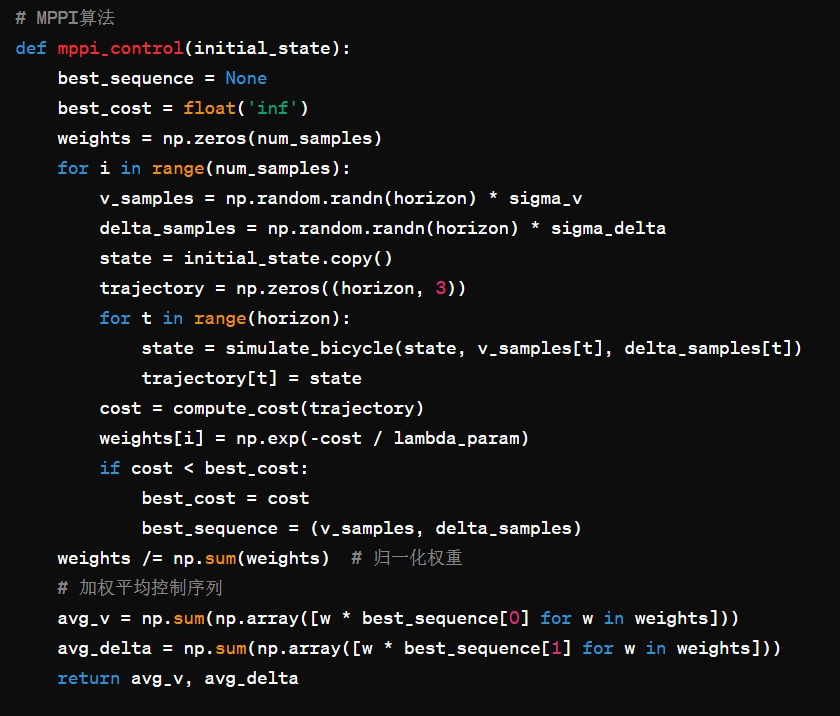 # MPPI算法
def mppi_control(initial_state):
    best_sequence = None
    best_cost = float('inf')
    weights = np.zeros(num_samples)
    for i in range(num_samples):
        v_samples = np.random.randn(horizon) * sigma_v
        delta_samples = np.random.randn(horizon) * sigma_delta
        state = initial_state.copy()
        trajectory = np.zeros((horizon, 3))
        for t in range(horizon):
            state = simulate_bicycle(state, v_samples[t], delta_samples[t])
            trajectory[t] = state
        cost = compute_cost(trajectory)
        weights[i] = np.exp(-cost / lambda_param)
        if cost < best_cost:
            best_cost = cost
            best_sequence = (v_samples, delta_samples)
    weights /= np.sum(weights)  # 归一化权重
    # 加权平均控制序列
    avg_v = np.sum(np.array([w * best_sequence[0] for w in weights]))
    avg_delta = np.sum(np.array([w * best_sequence[1] for w in weights]))
    return avg_v, avg_delta